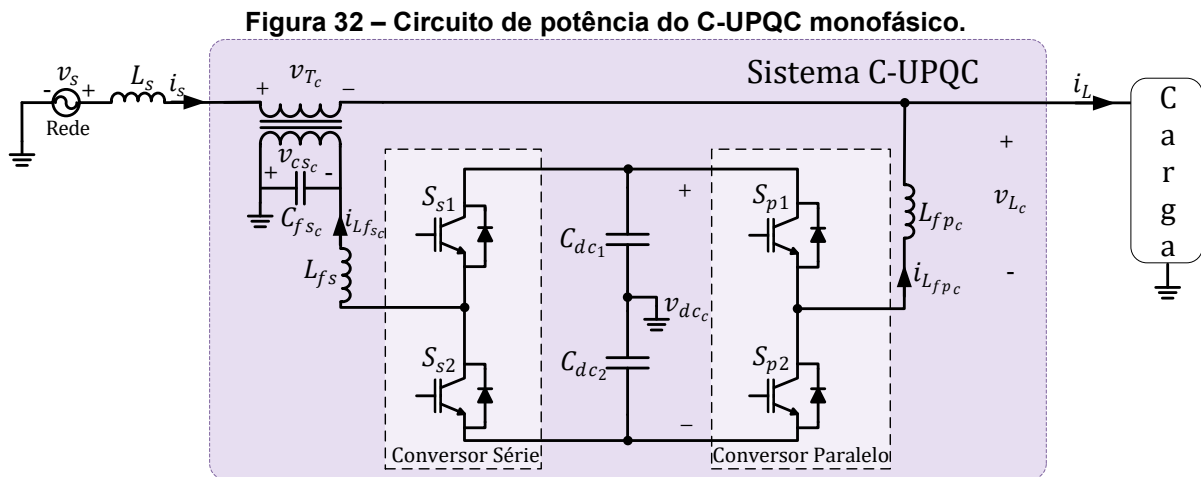 Figura 32 – Circuito de potência do C-UPQC monofásico.
Sistema C-UPQC
v_s
- +
Rede
L_s
i_s
+ v_{T_c} −
+ v_{cs_c} -
C_{fs_c}
i_{Lfs_c}
L_{fs}
S_{s1}
S_{s2}
Conversor Série
C_{dc_1}
C_{dc_2}
+
v_{dc_c}
−
S_{p1}
S_{p2}
Conversor Paralelo
L_{fp_c}
i_{L_{fp_c}}
i_L
+
v_{L_c}
-
Carga